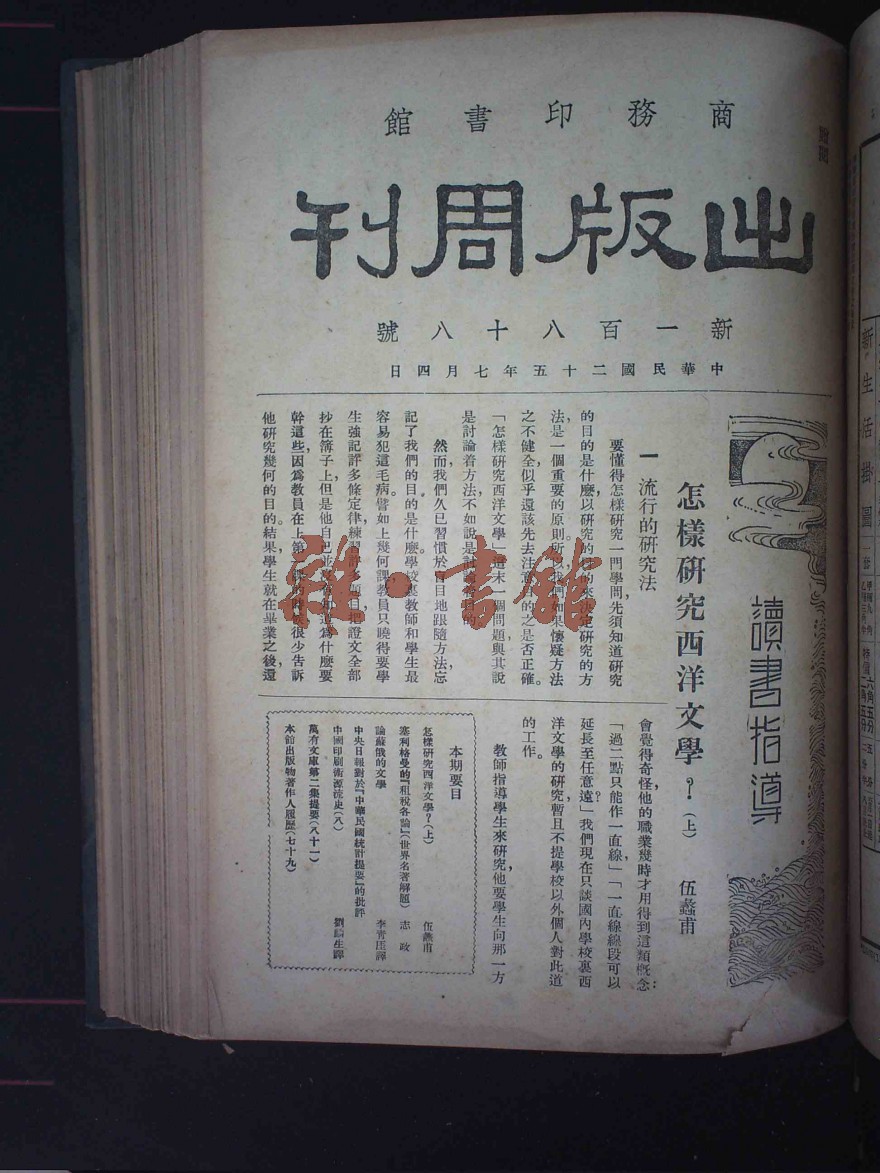 商務印書館
出版周刊
新一百八十八號
中華民國二十五年七月四日
讀書指導
怎樣研究西洋文學？(上)　伍蠡甫
一　流行的研究法
要懂得怎樣研究一門學問，先須知道研究
的目的是什麼，以研究的目的來決定研究的方
法，是一個重要的原則。所以我們如果懷疑方法
之不健全，似乎還該先去注意目的之是否正確。
「怎樣研究西洋文學」這末一個問題，與其說
是討論着方法，不如說是討論着目的。
然而，我們久已習慣於盲目地跟隨方法，忘
記了我們的目的是什麼。學校裏教師和學生最
容易犯這毛病。譬如上幾何課，教員只曉得要學
生強記許多條定律，練習許多題目，把證文全部
抄在簿子上，但是他自己並沒有知道爲什麼要
幹這些，因爲教員在上第一課的時候，很少告訴
他研究幾何的目的。結果，學生就在畢業之後，還
會覺得奇怪，他的職業幾時才用得到這類概念：
「過二點只能作一直線」，「一直線線段可以
延長至任意遠」？我們現在只談國內學校裏西
洋文學的研究，暫且不提學校以外個人對此道
的工作。
教師指導學生來研究，他要學生向那一方
本期要目
怎樣研究西洋文學？(上)　伍蠡甫
塞利格曼的『租稅各論』(世界名著解題)　志政
論蘇俄的文學　李青匡譯
中央日報對於『中華民國統計提要』的批評
中國印刷術源流史(八)　劉麟生譯
萬有文庫第二集提要(八十一)
本館出版物著作人履歷(七十九)
雜·書館
新生活掛圖